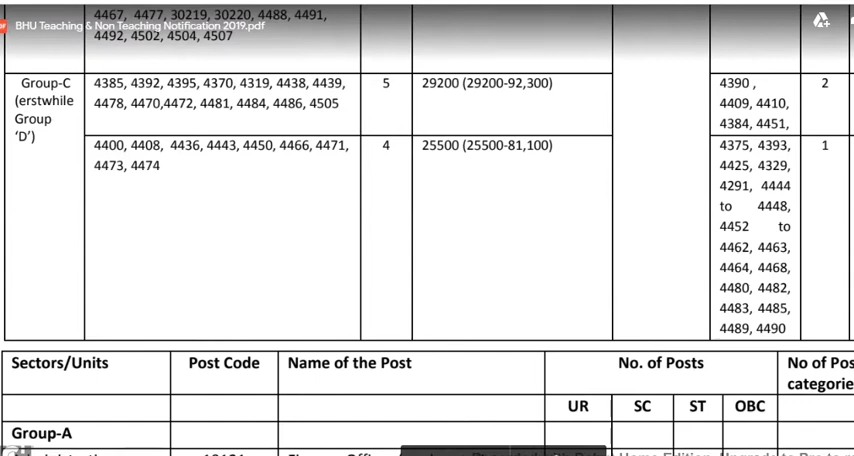 4467, 4477, 30219, 30220, 4488, 4491,
BHU Teaching & Non Teaching Notification 2019.pdf
4492, 4502, 4504, 4507
Group-C
(erstwhile
Group
‘D’)
4385, 4392, 4395, 4370, 4319, 4438, 4439,
4478, 4470,4472, 4481, 4484, 4486, 4505
5
29200 (29200-92,300)
4390 ,
4409, 4410,
4384, 4451,
2
4400, 4408, 4436, 4443, 4450, 4466, 4471,
4473, 4474
4
25500 (25500-81,100)
4375, 4393,
4425, 4329,
4291, 4444
to 4448,
4452 to
4462, 4463,
4464, 4468,
4480, 4482,
4483, 4485,
4489, 4490
1
Sectors/Units Post Code Name of the Post No. of Posts No of Pos
categorie
UR SC ST OBC
Group-A